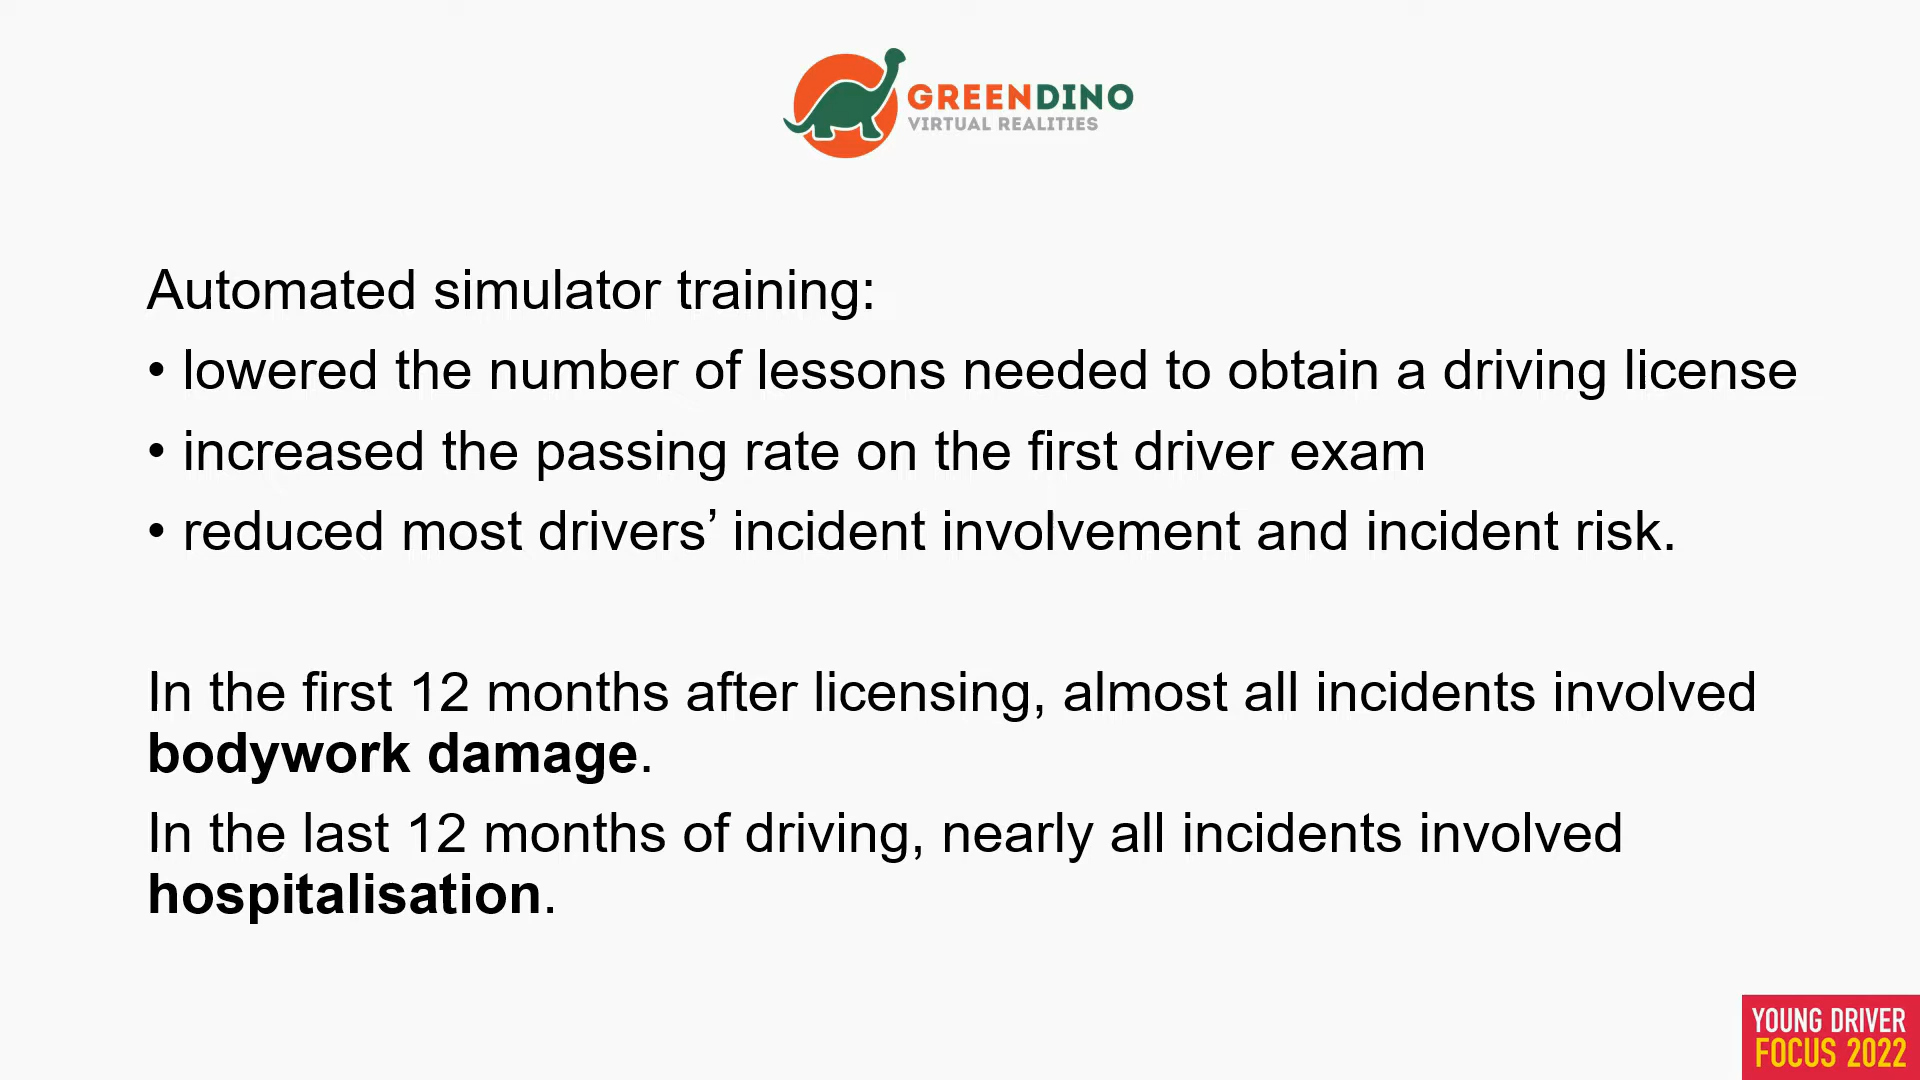 GREENDINO
VIRTUAL REALITIES
Automated simulator training:
• lowered the number of lessons needed to obtain a driving license
• increased the passing rate on the first driver exam
• reduced most drivers’ incident involvement and incident risk.
In the first 12 months after licensing, almost all incidents involved
bodywork damage.
In the last 12 months of driving, nearly all incidents involved
hospitalisation.
YOUNG DRIVER
FOCUS 2022